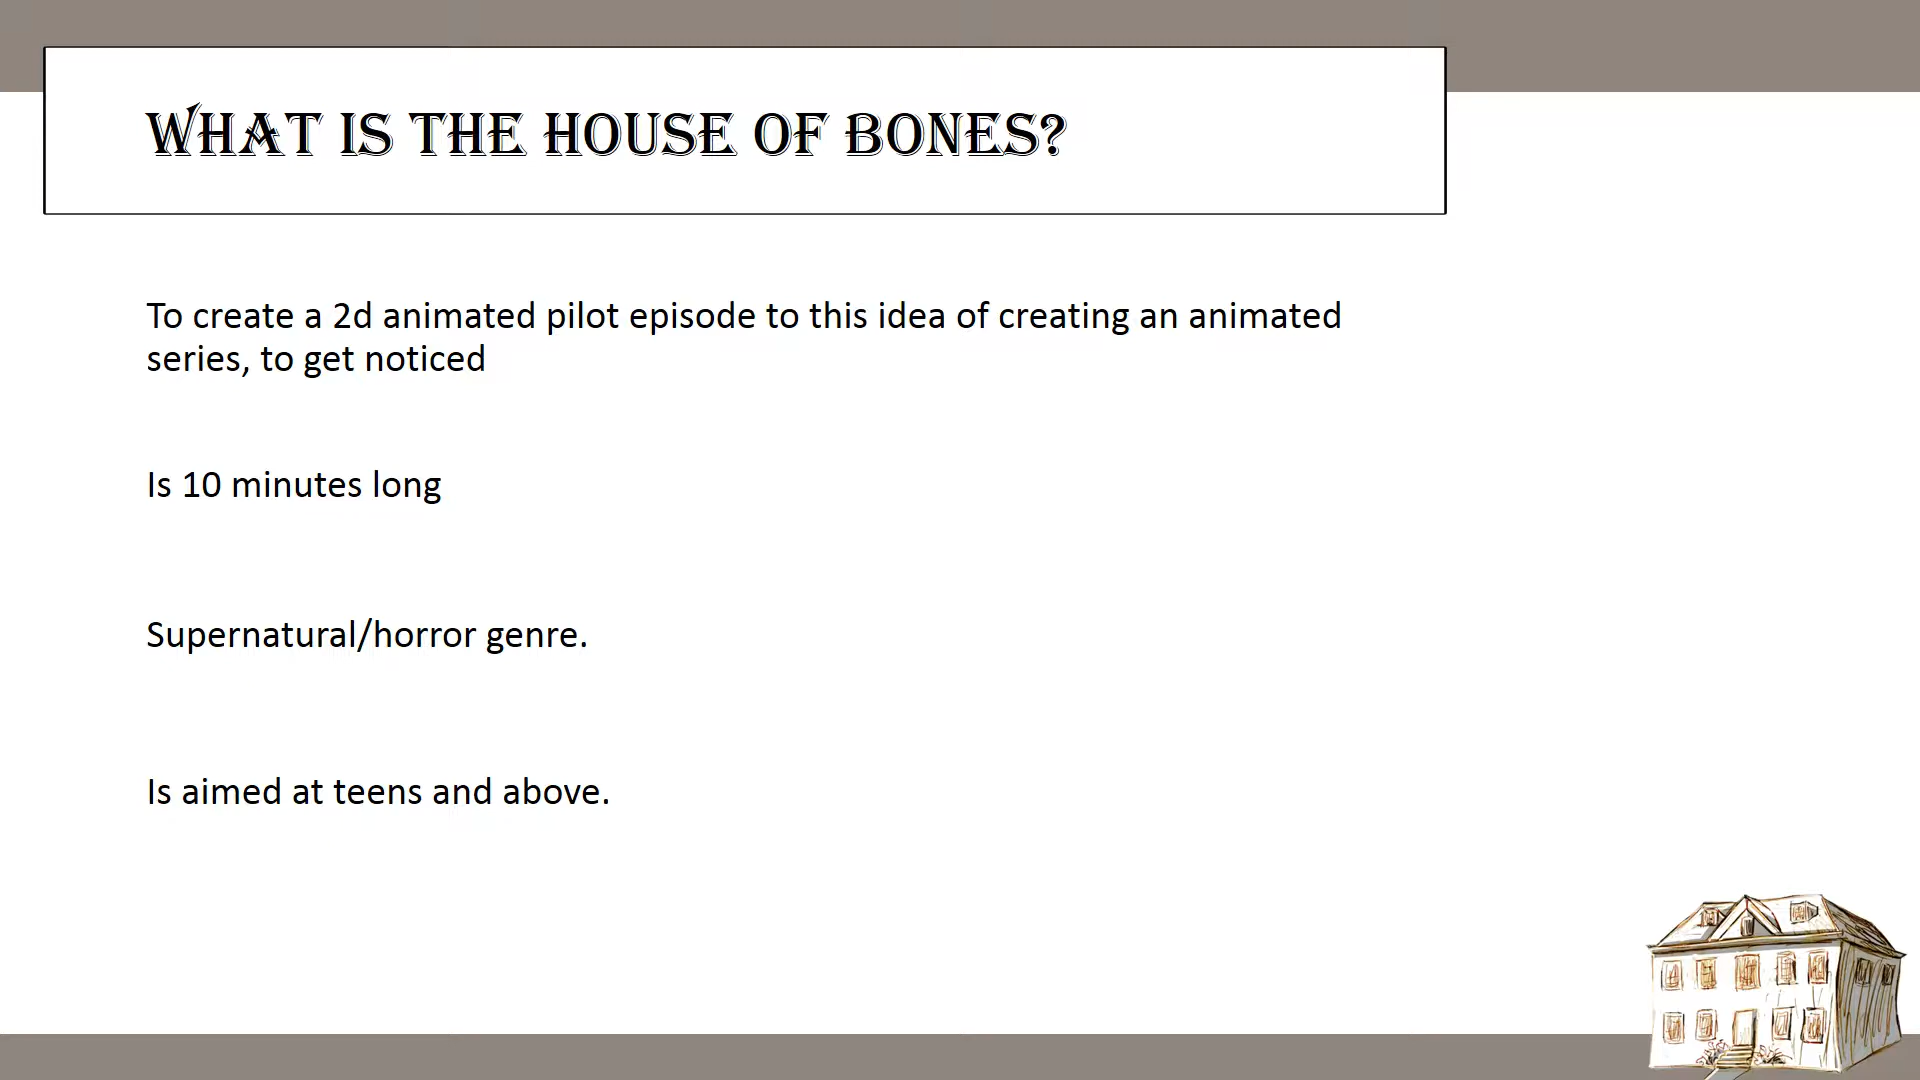 WHAT IS THE HOUSE OF BONES?
To create a 2d animated pilot episode to this idea of creating an animated
series, to get noticed
Is 10 minutes long
Supernatural/horror genre.
Is aimed at teens and above.